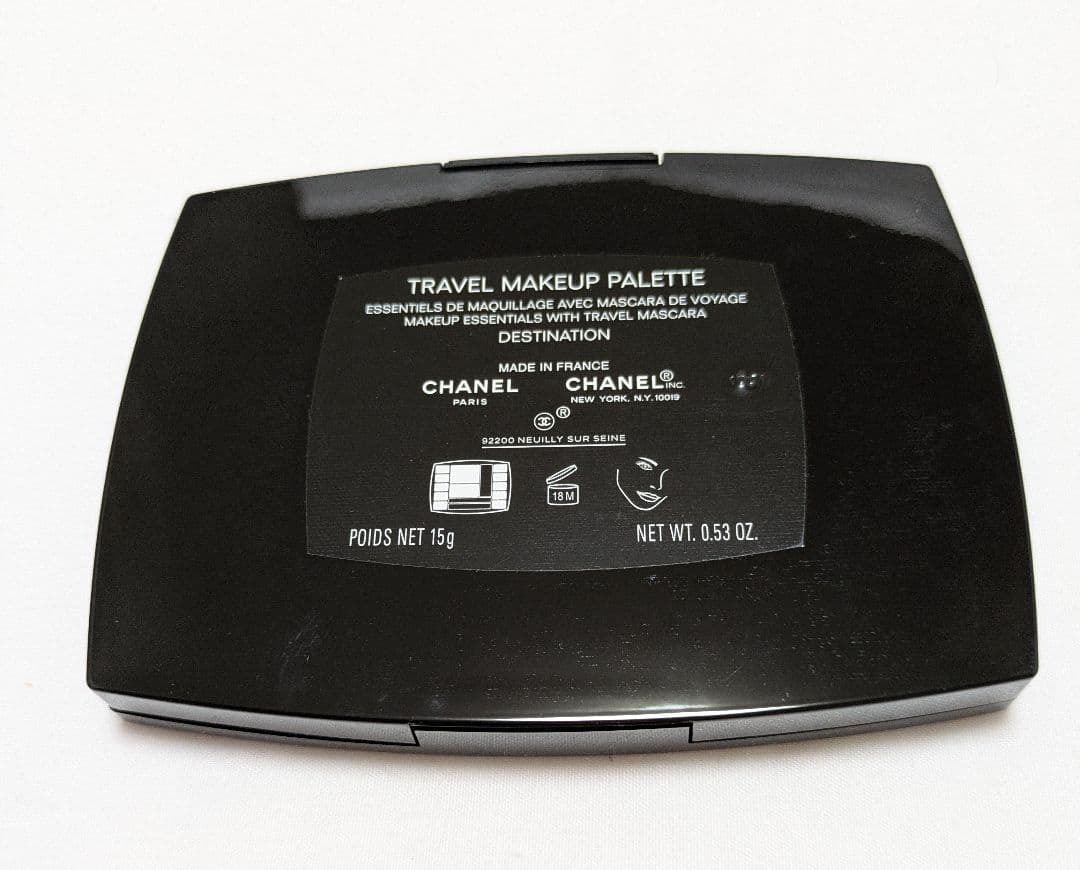 TRAVEL MAKEUP PALETTE
ESSENTIELS DE MAQUILLAGE AVEC MASCARA DE VOYAGE
MAKEUP ESSENTIALS WITH TRAVEL MASCARA
DESTINATION
MADE IN FRANCE
CHANEL CHANEL® INC.
PARIS NEW YORK, N.Y. 10019
®
92200 NEUILLY SUR SEINE
18 M
POIDS NET 15g NET WT. 0.53 OZ.